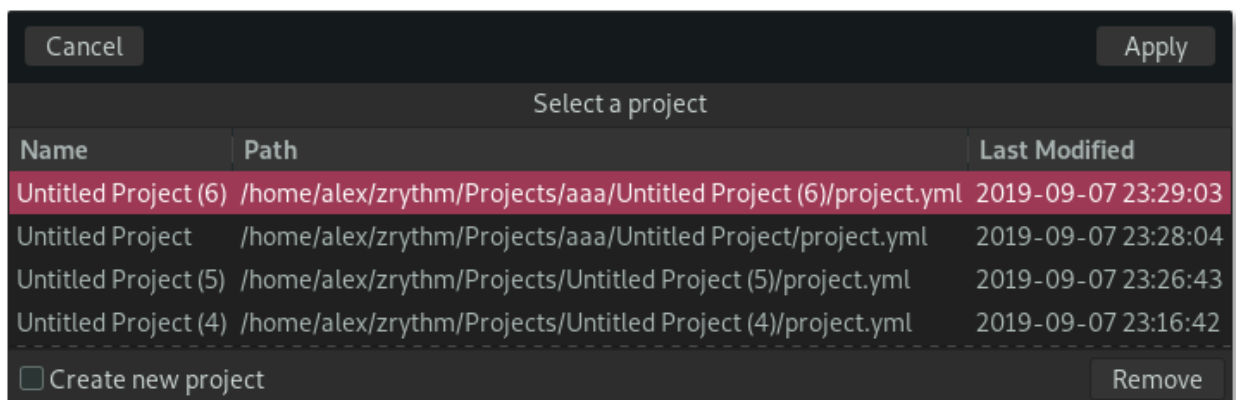 Cancel Apply
Select a project
Name Path Last Modified
Untitled Project (6) /home/alex/zrythm/Projects/aaa/Untitled Project (6)/project.yml 2019-09-07 23:29:03
Untitled Project /home/alex/zrythm/Projects/aaa/Untitled Project/project.yml 2019-09-07 23:28:04
Untitled Project (5) /home/alex/zrythm/Projects/Untitled Project (5)/project.yml 2019-09-07 23:26:43
Untitled Project (4) /home/alex/zrythm/Projects/Untitled Project (4)/project.yml 2019-09-07 23:16:42
Create new project Remove